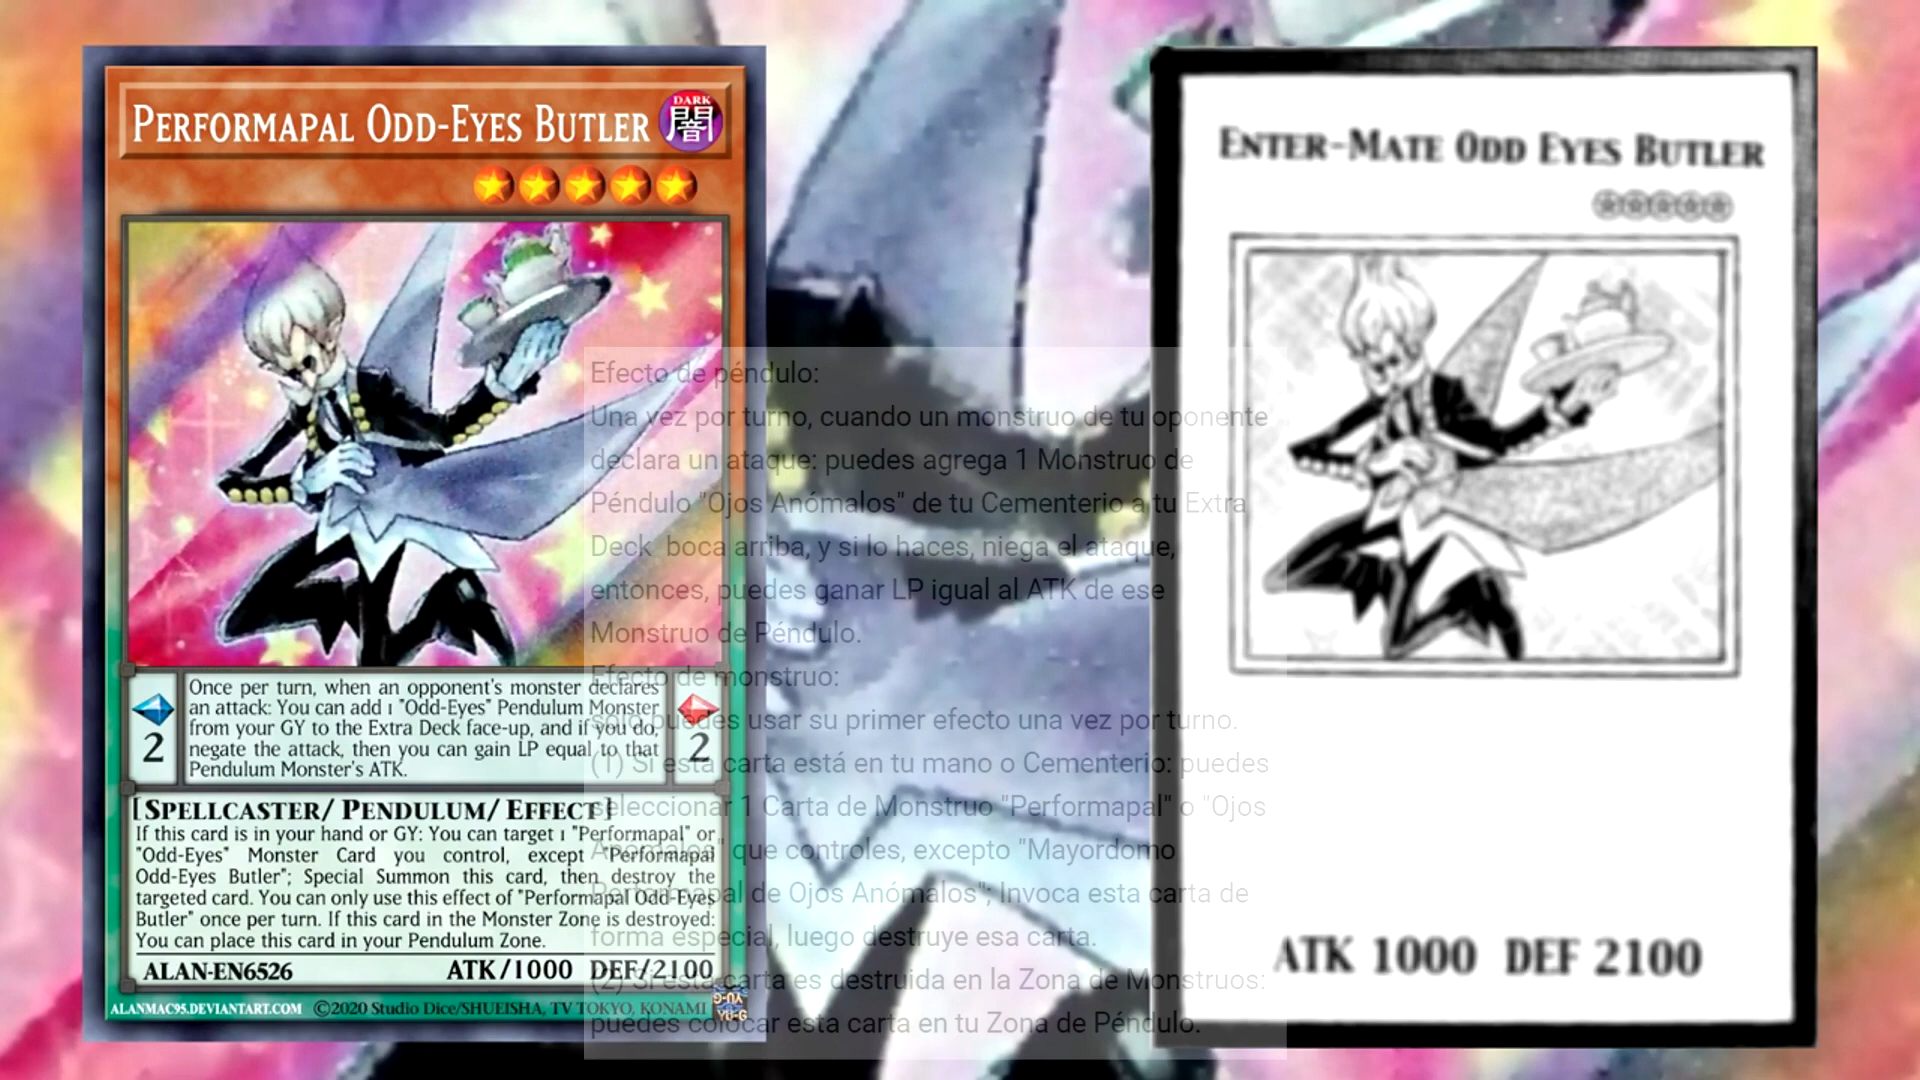 PERFORMAPAL ODD-EYES BUTLER
DARK
闇
Once per turn, when an opponent's monster declares
an attack: You can add 1 "Odd-Eyes" Pendulum Monster
from your GY to the Extra Deck face-up, and if you do,
negate the attack, then you can gain LP equal to that
Pendulum Monster's ATK.
2
2
[SPELLCASTER/ PENDULUM/ EFFECT]
If this card is in your hand or GY: You can target 1 "Performapal" or
"Odd-Eyes" Monster Card you control, except "Performapal
Odd-Eyes Butler"; Special Summon this card, then destroy the
targeted card. You can only use this effect of "Performapal Odd-Eyes
Butler" once per turn. If this card in the Monster Zone is destroyed:
You can place this card in your Pendulum Zone.
ALAN-EN6526 ATK/1000 DEF/2100
ALANMAC95.DEVIANTART.COM ©2020 Studio Dice/SHUEISHA, TV TOKYO, KONAMI
Efecto de péndulo:
Una vez por turno, cuando un monstruo de tu oponente
declara un ataque: puedes agrega 1 Monstruo de
Péndulo "Ojos Anómalos" de tu Cementerio a tu Extra
Deck boca arriba, y si lo haces, niega el ataque,
entonces, puedes ganar LP igual al ATK de ese
Monstruo de Péndulo.
Efecto de monstruo:
solo puedes usar su primer efecto una vez por turno.
(1) Si esta carta está en tu mano o Cementerio: puedes
seleccionar 1 Carta de Monstruo "Performapal" o "Ojos
Anómalos" que controles, excepto "Mayordomo
Performapal de Ojos Anómalos"; Invoca esta carta de
forma especial, luego destruye esa carta.
(2) Si esta carta es destruida en la Zona de Monstruos:
puedes colocar esta carta en tu Zona de Péndulo.
ENTER-MATE ODD EYES BUTLER
ATK 1000 DEF 2100